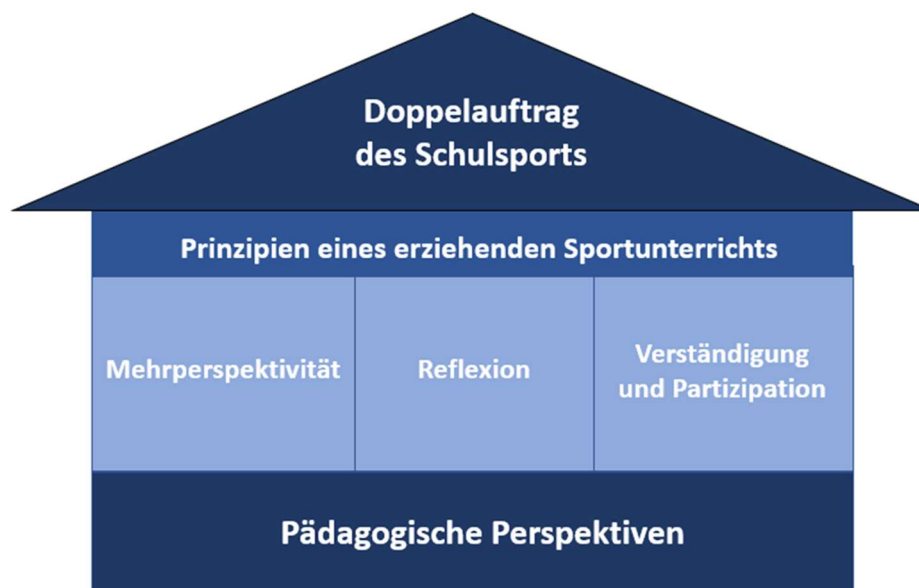 Doppelauftrag
des Schulsports
Prinzipien eines erziehenden Sportunterrichts
Mehrperspektivität
Reflexion
Verständigung
und Partizipation
Pädagogische Perspektiven